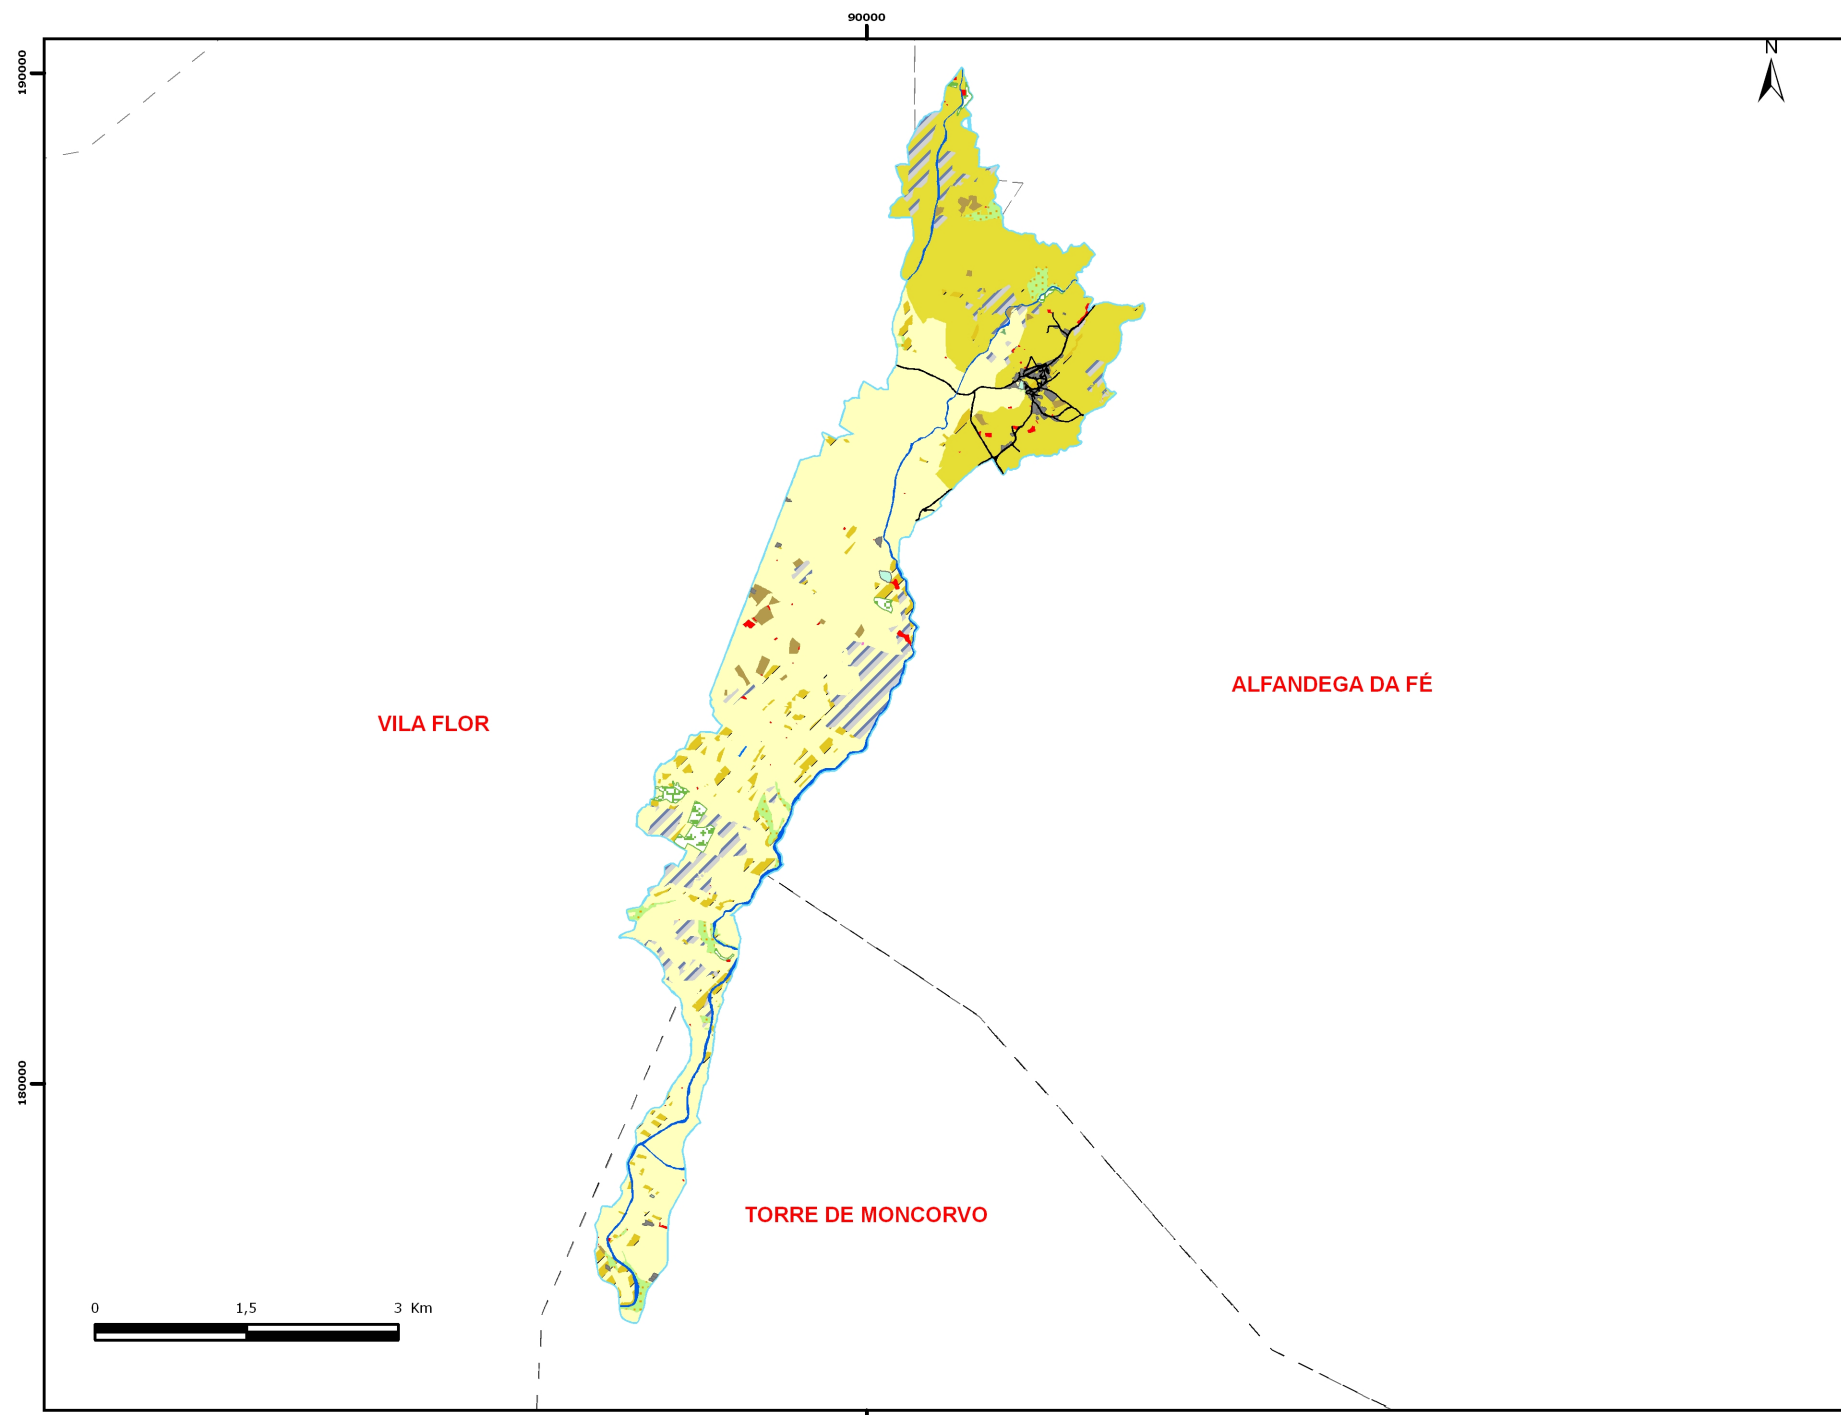 90000
190000
N
ALFANDEGA DA FÉ
VILA FLOR
180000
TORRE DE MONCORVO
0 1,5 3 Km